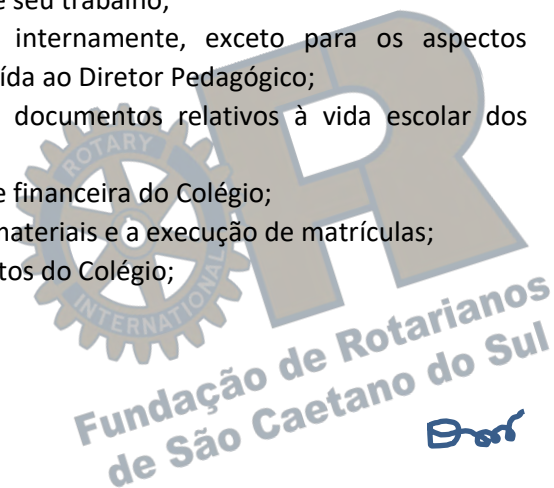 e seu trabalho;
internamente, exceto para os aspectos
ída ao Diretor Pedagógico;
documentos relativos à vida escolar dos
e financeira do Colégio;
materiais e a execução de matrículas;
tos do Colégio;
ROTARY
INTERNATIONAL
R
Fundação de Rotarianos
de São Caetano do Sul